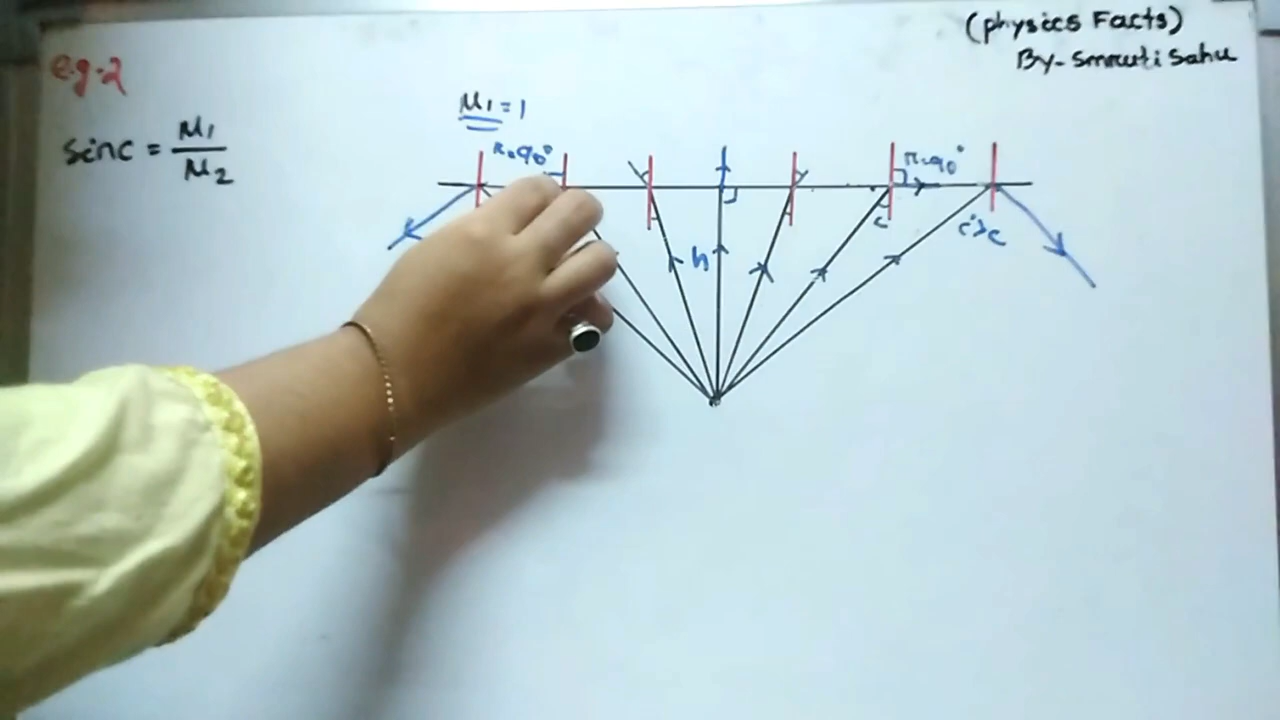 (physics Facts)
By- Smruti Sahu
e.g-2
sinc = μ1/μ2
μ1 = 1
r=90°
r=90°
h
c
c'>c